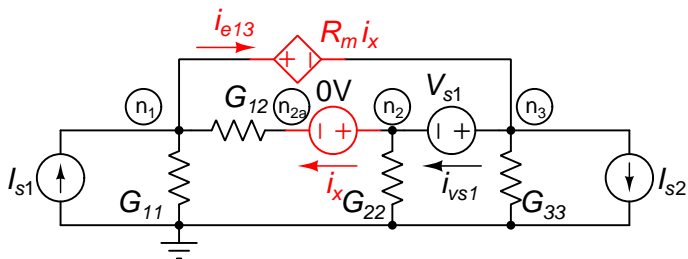 i_e13
R_m i_x
+ −
n_1
G_12
n_2a
0V
n_2
V_s1
n_3
− +
− +
I_s1
G_11
i_x
G_22
i_vs1
G_33
I_s2